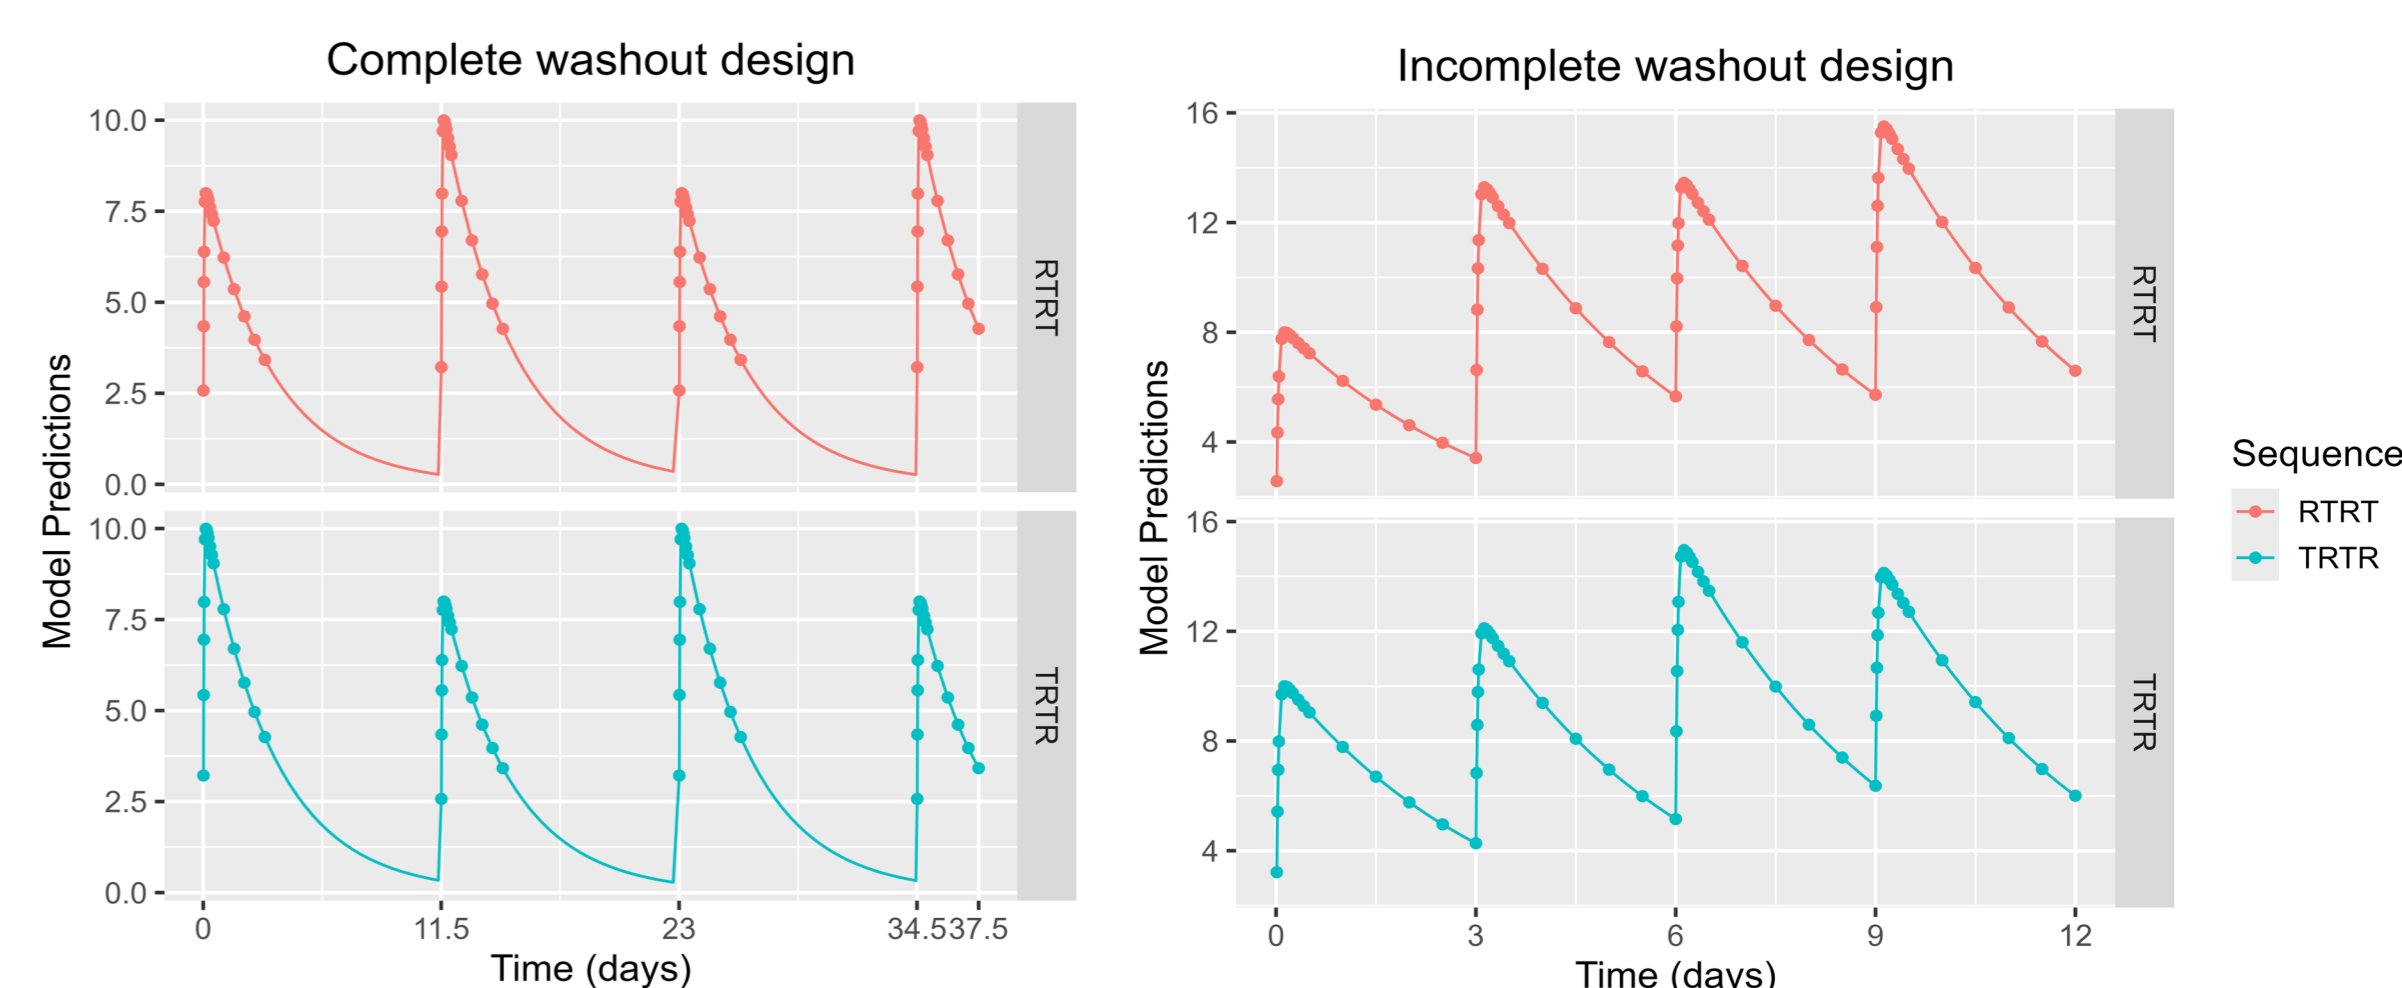 Complete washout design
Model Predictions
10.0
7.5
5.0
2.5
0.0
RTRT
10.0
7.5
5.0
2.5
0.0
TRTR
0 11.5 23 34.537.5
Time (days)
Incomplete washout design
Model Predictions
16
12
8
4
RTRT
16
12
8
4
TRTR
0 3 6 9 12
Time (days)
Sequence
RTRT
TRTR